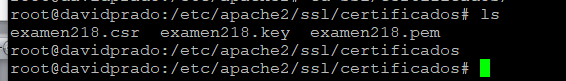 root@davidprado:/etc/apache2/ssl/certificados# ls
examen218.csr  examen218.key  examen218.pem
root@davidprado:/etc/apache2/ssl/certificados
root@davidprado:/etc/apache2/ssl/certificados#